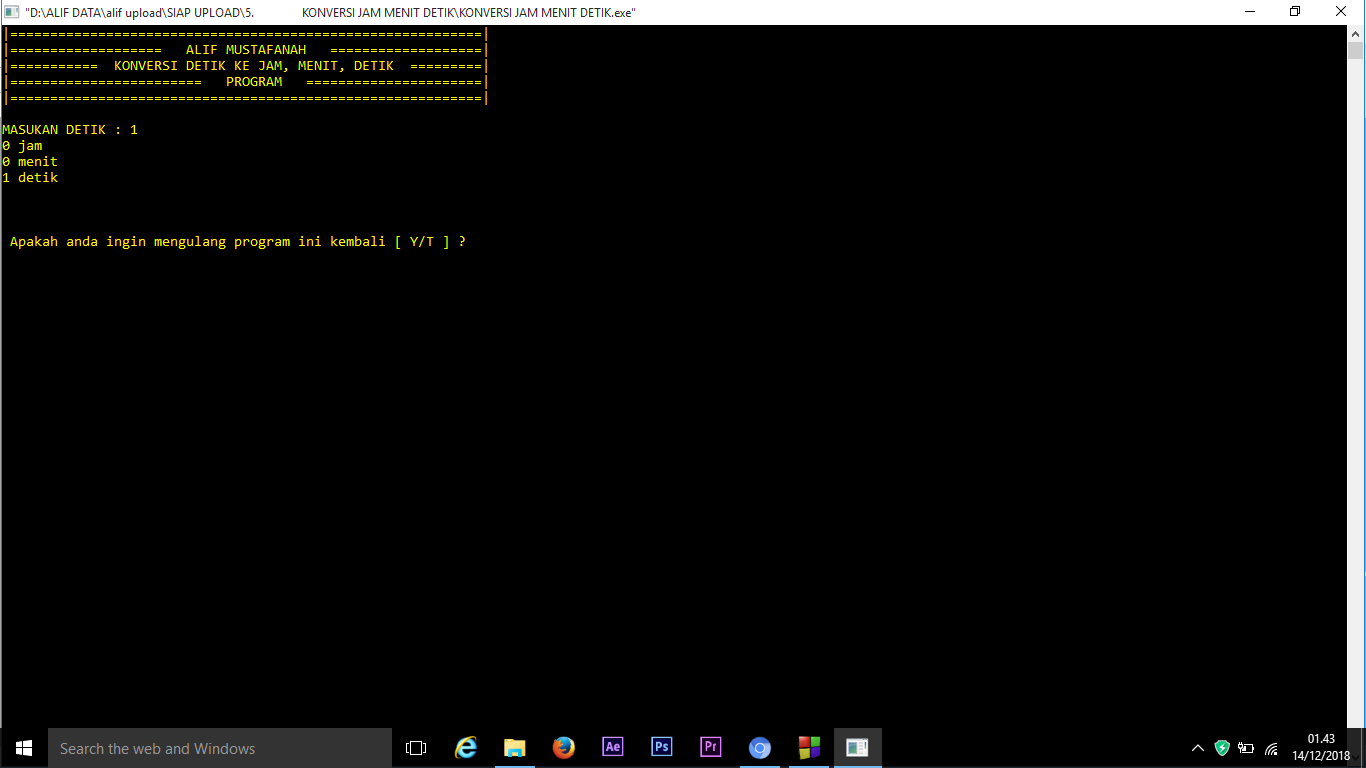 "D:\ALIF DATA\alif upload\SIAP UPLOAD\5. KONVERSI JAM MENIT DETIK\KONVERSI JAM MENIT DETIK.exe"
|===========================================================|
|=================== ALIF MUSTAFANAH ===================|
|=========== KONVERSI DETIK KE JAM, MENIT, DETIK =========|
|======================== PROGRAM ======================|
|===========================================================|
MASUKAN DETIK : 1
0 jam
0 menit
1 detik
Apakah anda ingin mengulang program ini kembali [ Y/T ] ?
Search the web and Windows
Ae
Ps
Pr
01.43
14/12/2018